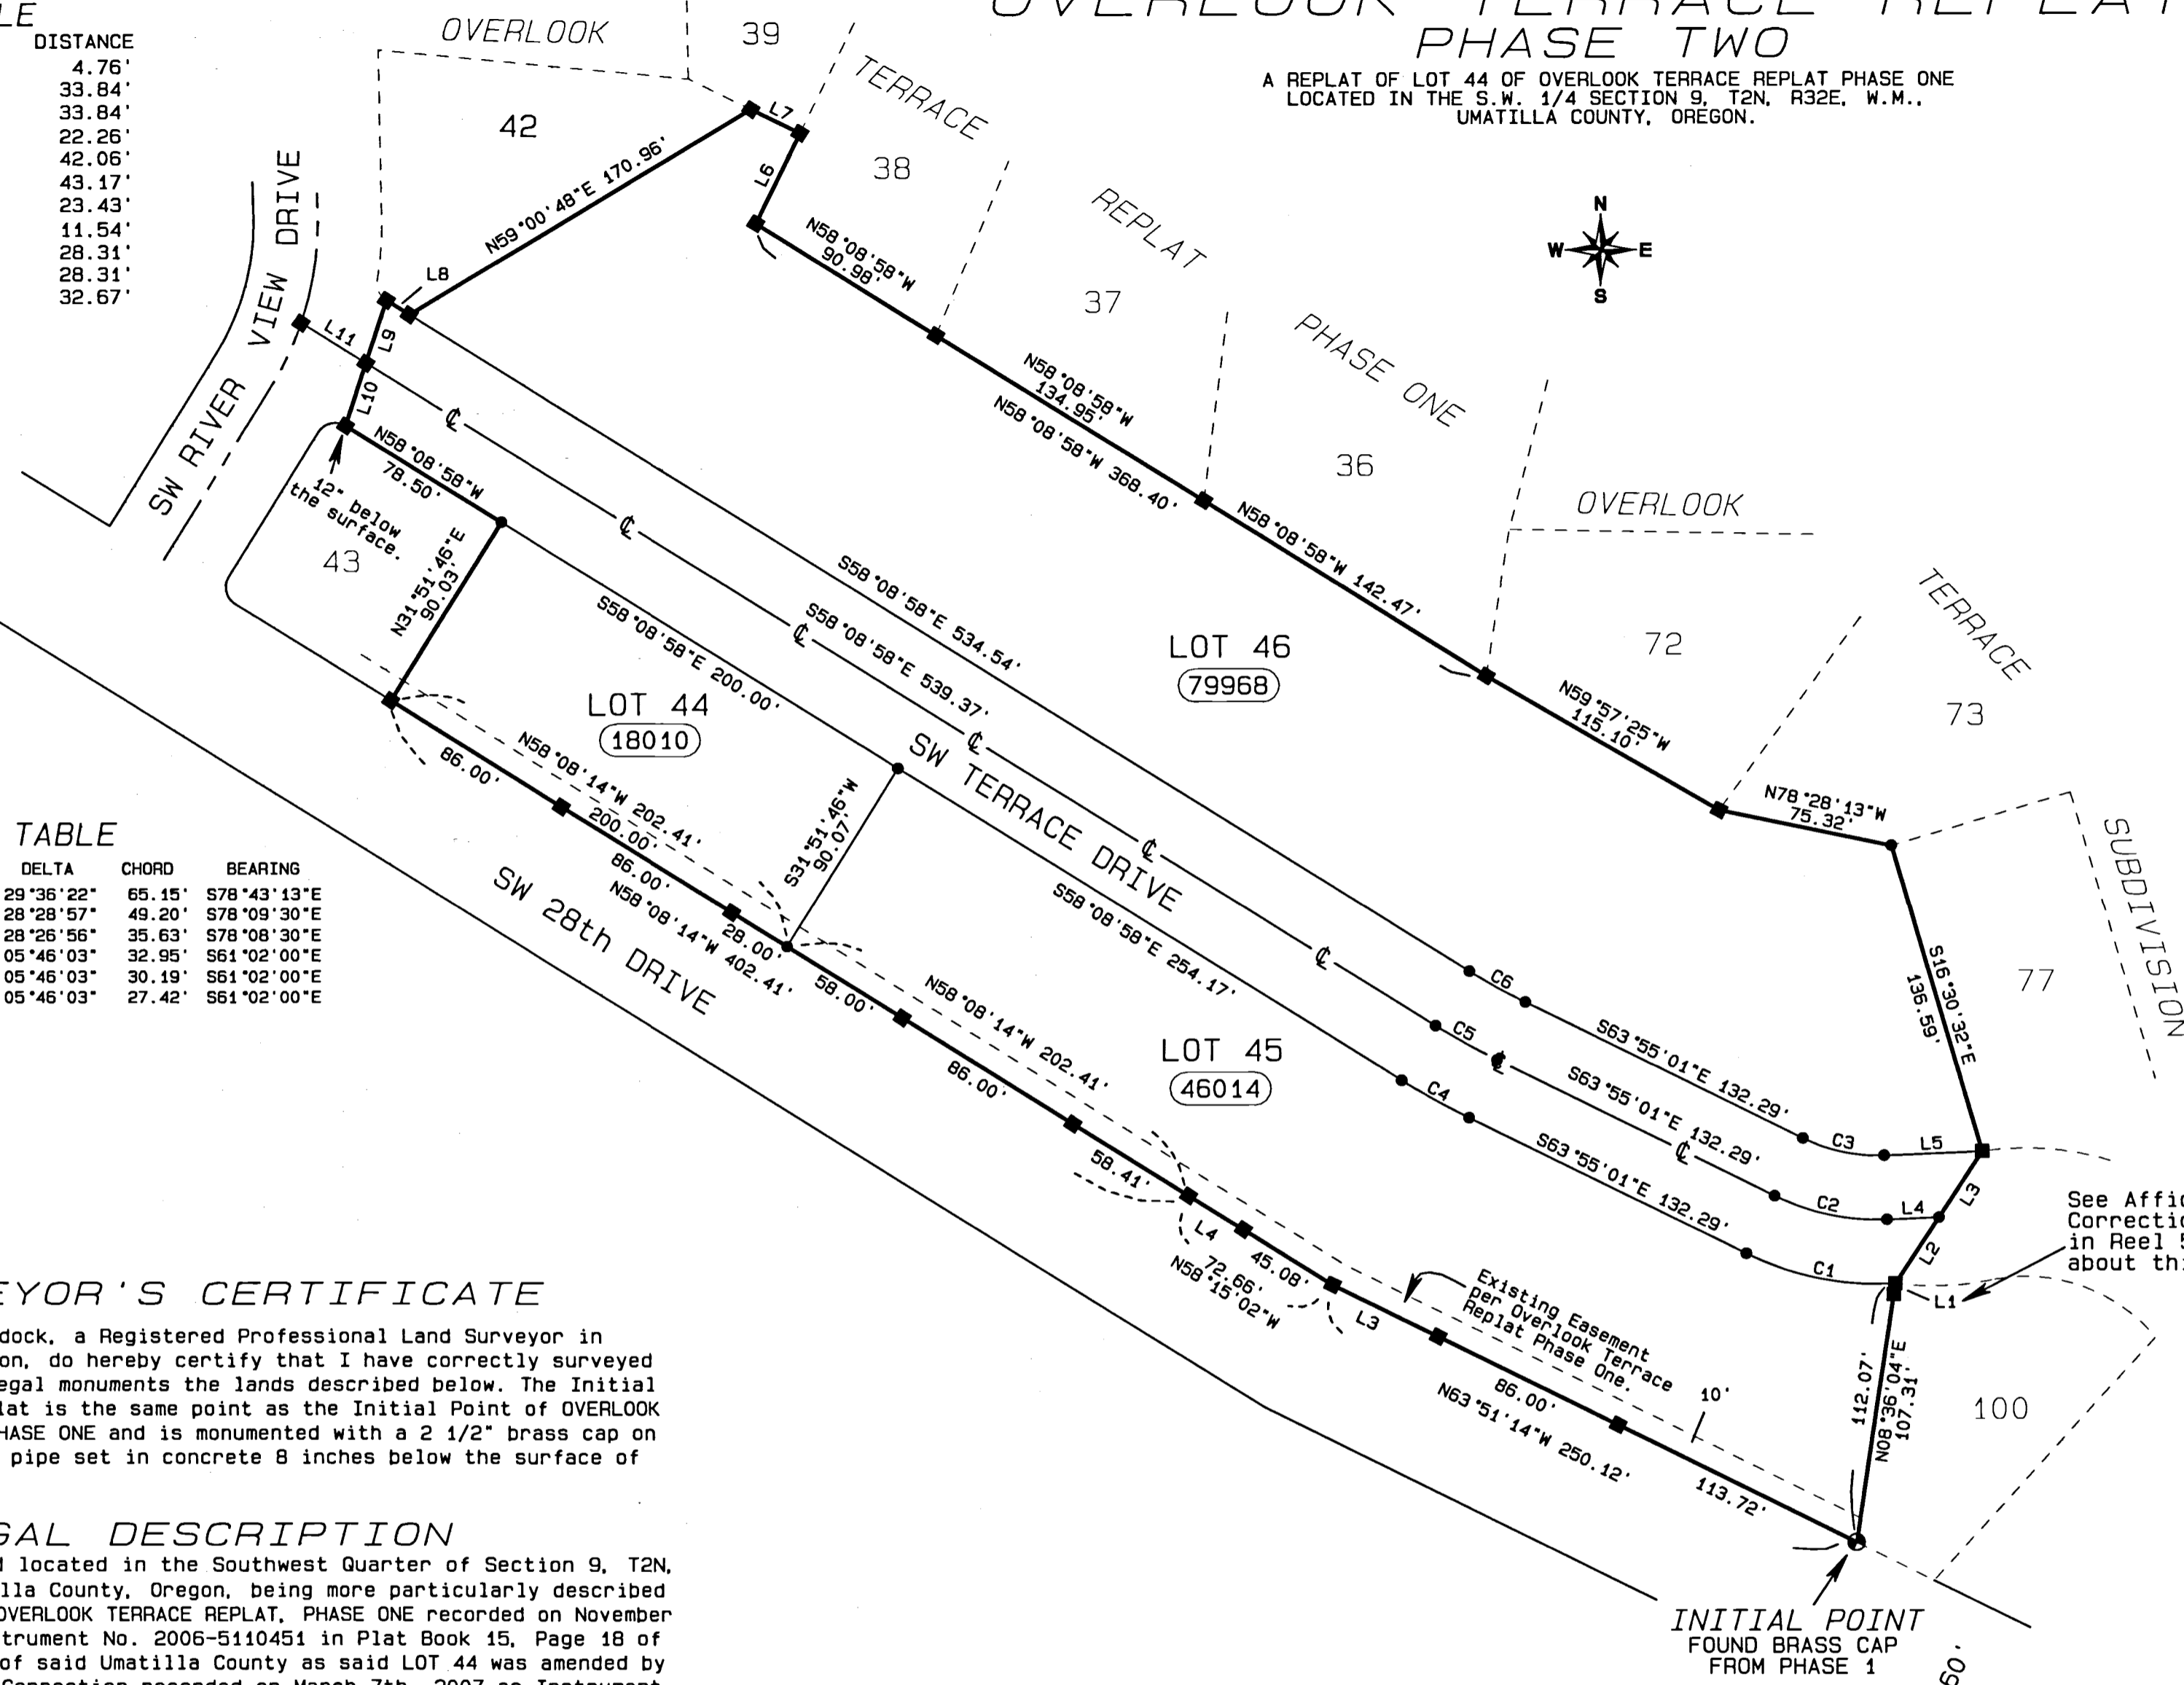 OVERLOOK TERRACE REPLAT
PHASE TWO
A REPLAT OF LOT 44 OF OVERLOOK TERRACE REPLAT PHASE ONE
LOCATED IN THE S.W. 1/4 SECTION 9, T2N, R32E, W.M.,
UMATILLA COUNTY, OREGON.
LE
DISTANCE
4.76'
33.84'
33.84'
22.26'
42.06'
43.17'
23.43'
11.54'
28.31'
28.31'
32.67'
OVERLOOK
39
TERRACE
42
38
REPLAT
37
PHASE ONE
36
OVERLOOK
72
TERRACE
73
SUBDIVISION
77
100
N
W
E
S
L7
L6
N59°00'48"E 170.96'
L8
L9
L10
L11
SW RIVER VIEW DRIVE
N58°08'58"W
90.98'
N58°08'58"W
134.95'
N58°08'58"W 368.40'
N58°08'58"W 142.47'
N59°57'25"W
115.10'
N78°28'13"W
75.32'
S16°30'32"E
136.59'
N58°08'58"W
78.50'
12" below
the surface.
43
N31°51'46"E
90.03'
S58°08'58"E 534.54'
S58°08'58"E 539.37'
S58°08'58"E 200.00'
LOT 46
79968
LOT 44
18010
SW TERRACE DRIVE
86.00'
N58°08'14"W 202.41'
200.00'
86.00'
N58°08'14"W 402.41'
28.00'
S31°51'46"W
90.07'
SW 28th DRIVE
58.00'
N58°08'14"W 202.41'
86.00'
58.41'
S58°08'58"E 254.17'
LOT 45
46014
C6
C5
C4
S63°55'01"E 132.29'
S63°55'01"E 132.29'
S63°55'01"E 132.29'
C3
L5
C2
L4
C1
L3
L2
L1
See Affi
Correcti
in Reel
about th
L4
45.08'
72.66'
N58°15'02"W
L3
Existing Easement
per Overlook Terrace
Replat Phase One.
86.00'
N63°51'14"W 250.12'
10'
113.72'
112.07'
N08°36'04"E
107.31'
INITIAL POINT
FOUND BRASS CAP
FROM PHASE 1
60'
TABLE
DELTA CHORD BEARING
29°36'22" 65.15' S78°43'13"E
28°28'57" 49.20' S78°09'30"E
28°26'56" 35.63' S78°08'30"E
05°46'03" 32.95' S61°02'00"E
05°46'03" 30.19' S61°02'00"E
05°46'03" 27.42' S61°02'00"E
EYOR'S CERTIFICATE
dock, a Registered Professional Land Surveyor in
on, do hereby certify that I have correctly surveyed
egal monuments the lands described below. The Initial
lat is the same point as the Initial Point of OVERLOOK
HASE ONE and is monumented with a 2 1/2" brass cap on
pipe set in concrete 8 inches below the surface of
GAL DESCRIPTION
located in the Southwest Quarter of Section 9, T2N,
lla County, Oregon, being more particularly described
OVERLOOK TERRACE REPLAT, PHASE ONE recorded on November
trument No. 2006-5110451 in Plat Book 15, Page 18 of
of said Umatilla County as said LOT 44 was amended by
Correction recorded on March 7th, 2007 as Instrument